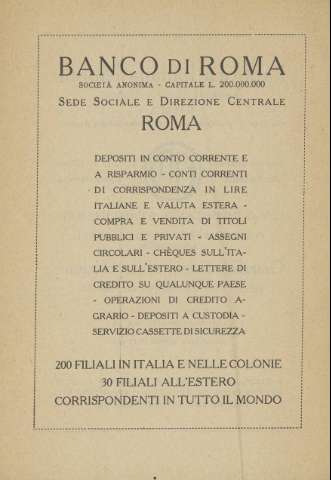 BANCO DI ROMA
SOCIETÀ ANONIMA - CAPITALE L. 200.000.000
SEDE SOCIALE E DIREZIONE CENTRALE
ROMA
DEPOSITI IN CONTO CORRENTE E
A RISPARMIO - CONTI CORRENTI
DI CORRISPONDENZA IN LIRE
ITALIANE E VALUTA ESTERA -
COMPRA E VENDITA DI TITOLI
PUBBLICI E PRIVATI - ASSEGNI
CIRCOLARI - CHÈQUES SULL'ITA-
LIA E SULL'ESTERO - LETTERE DI
CREDITO SU QUALUNQUE PAESE
- OPERAZIONI DI CREDITO A-
GRARIO - DEPOSITI A CUSTODIA -
SERVIZIO CASSETTE DI SICUREZZA
200 FILIALI IN ITALIA E NELLE COLONIE
30 FILIALI ALL'ESTERO
CORRISPONDENTI IN TUTTO IL MONDO